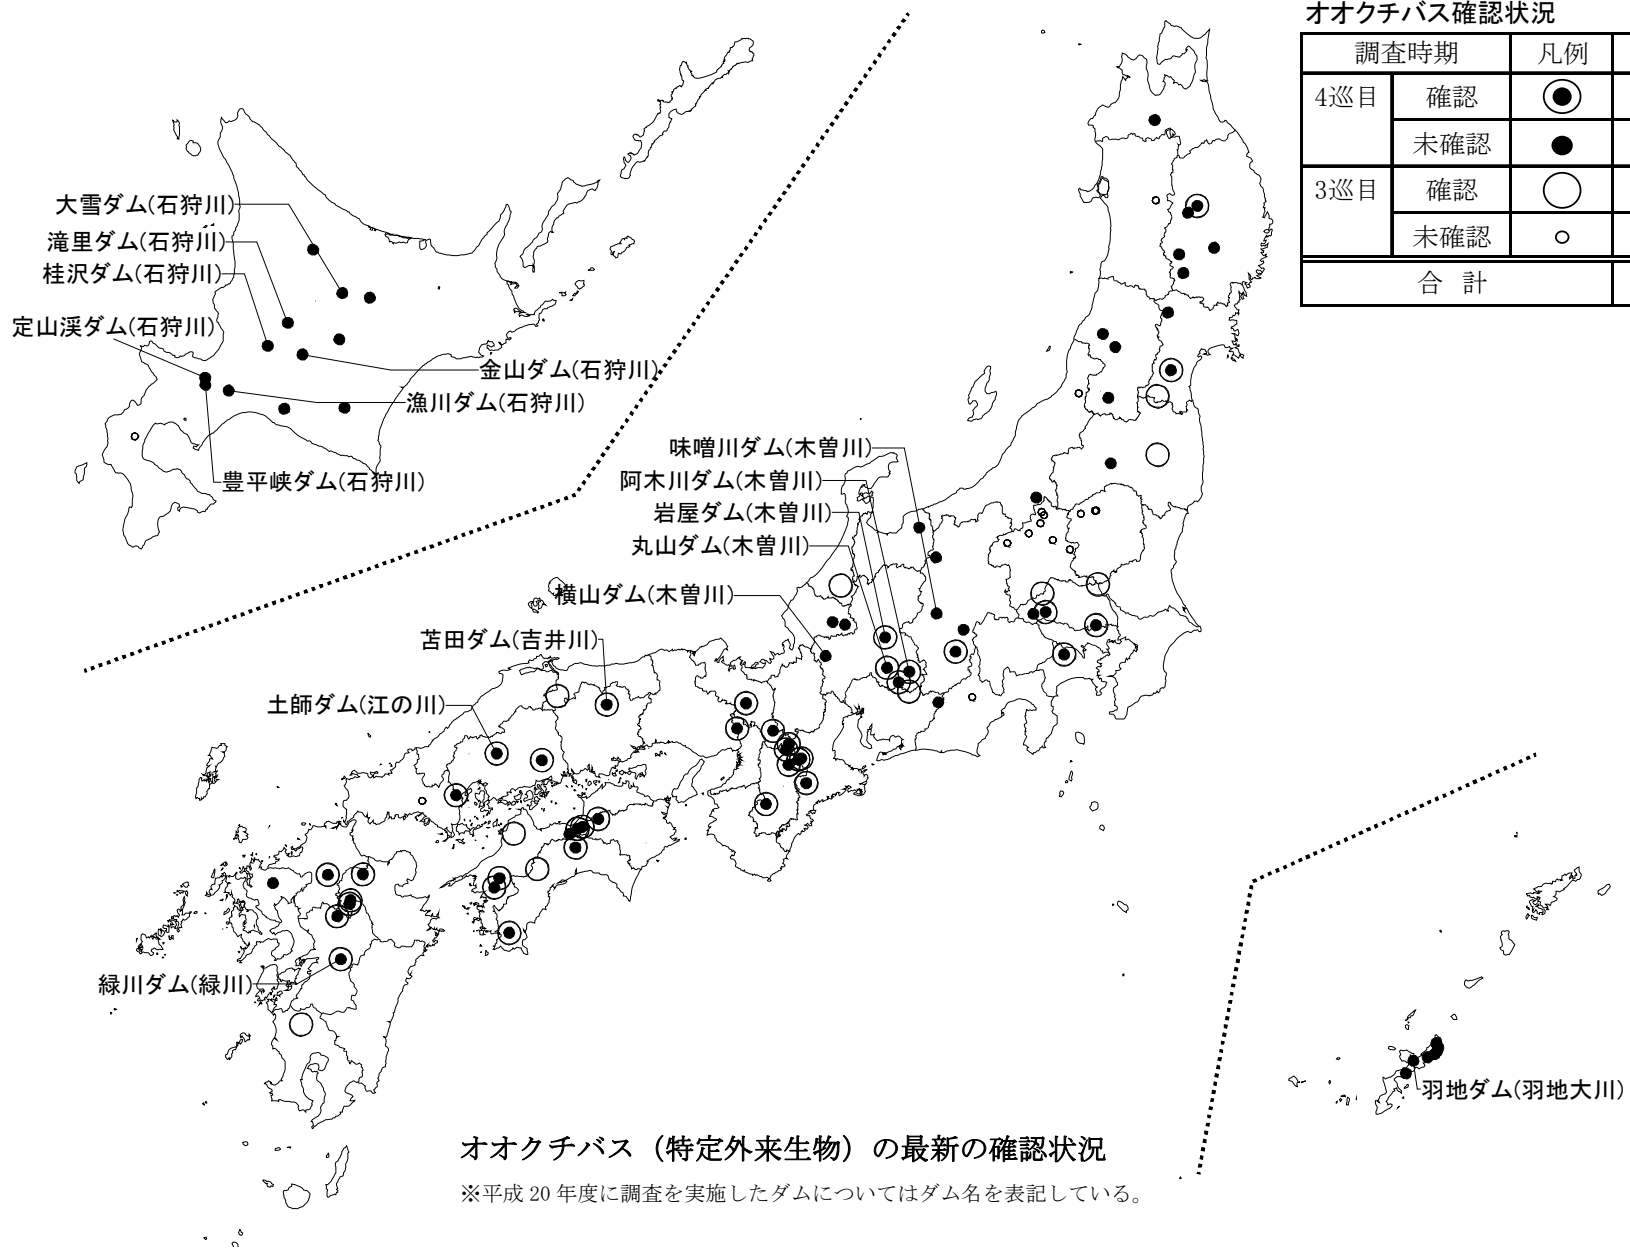 オオクチバス確認状況
調査時期 凡例
4巡目 確認
未確認
3巡目 確認
未確認
合 計
大雪ダム(石狩川)
滝里ダム(石狩川)
桂沢ダム(石狩川)
定山渓ダム(石狩川)
金山ダム(石狩川)
漁川ダム(石狩川)
豊平峡ダム(石狩川)
味噌川ダム(木曽川)
阿木川ダム(木曽川)
岩屋ダム(木曽川)
丸山ダム(木曽川)
横山ダム(木曽川)
苫田ダム(吉井川)
土師ダム(江の川)
緑川ダム(緑川)
羽地ダム(羽地大川)
オオクチバス（特定外来生物）の最新の確認状況
※平成 20 年度に調査を実施したダムについてはダム名を表記している。